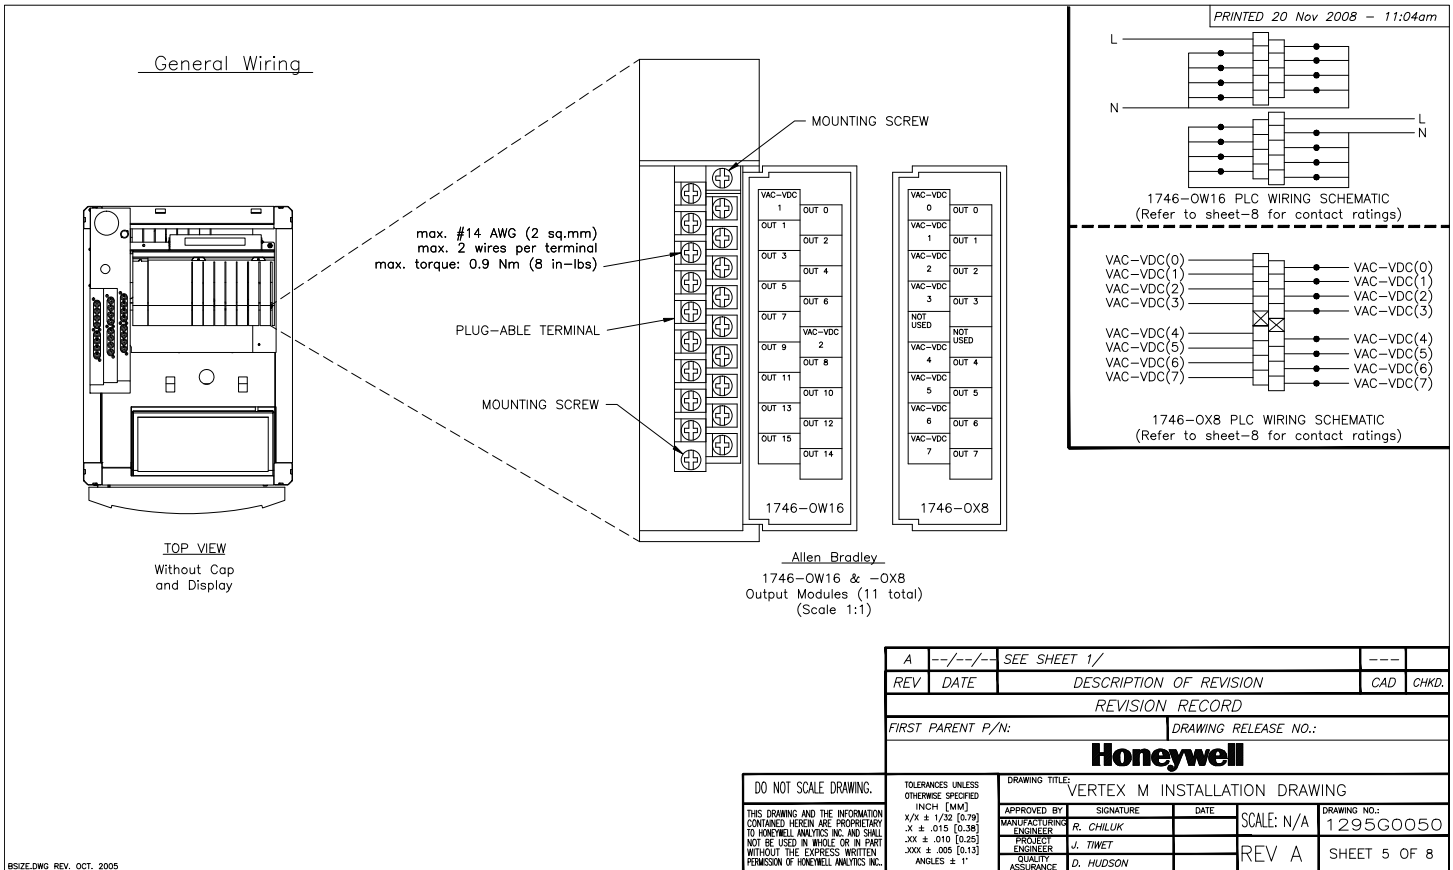 PRINTED 20 Nov 2008 - 11:04am
General Wiring
MOUNTING SCREW
max. #14 AWG (2 sq.mm)
max. 2 wires per terminal
max. torque: 0.9 Nm (8 in-lbs)
PLUG-ABLE TERMINAL
MOUNTING SCREW
VAC-VDC
1
OUT 0
OUT 1
OUT 2
OUT 3
OUT 4
OUT 5
OUT 6
OUT 7
VAC-VDC
2
OUT 9
OUT 8
OUT 11
OUT 10
OUT 13
OUT 12
OUT 15
OUT 14
1746-OW16
VAC-VDC
0
OUT 0
VAC-VDC
1
OUT 1
VAC-VDC
2
OUT 2
VAC-VDC
3
OUT 3
NOT
USED
NOT
USED
VAC-VDC
4
OUT 4
VAC-VDC
5
OUT 5
VAC-VDC
6
OUT 6
VAC-VDC
7
OUT 7
1746-OX8
L
N
L
N
1746-OW16 PLC WIRING SCHEMATIC
(Refer to sheet-8 for contact ratings)
VAC-VDC(0)
VAC-VDC(1)
VAC-VDC(2)
VAC-VDC(3)
VAC-VDC(4)
VAC-VDC(5)
VAC-VDC(6)
VAC-VDC(7)
VAC-VDC(0)
VAC-VDC(1)
VAC-VDC(2)
VAC-VDC(3)
VAC-VDC(4)
VAC-VDC(5)
VAC-VDC(6)
VAC-VDC(7)
1746-OX8 PLC WIRING SCHEMATIC
(Refer to sheet-8 for contact ratings)
TOP VIEW
Without Cap
and Display
Allen Bradley
1746-OW16 & -OX8
Output Modules (11 total)
(Scale 1:1)
A --/--/-- SEE SHEET 1/ ---
REV DATE DESCRIPTION OF REVISION CAD CHKD.
REVISION RECORD
FIRST PARENT P/N: DRAWING RELEASE NO.:
Honeywell
DO NOT SCALE DRAWING.
THIS DRAWING AND THE INFORMATION
CONTAINED HEREIN ARE PROPRIETARY
TO HONEYWELL ANALYTICS INC. AND SHALL
NOT BE USED IN WHOLE OR IN PART
WITHOUT THE EXPRESS WRITTEN
PERMISSION OF HONEYWELL ANALYTICS INC..
TOLERANCES UNLESS
OTHERWISE SPECIFIED
INCH [MM]
X/X ± 1/32 [0.79]
.X ± .015 [0.38]
.XX ± .010 [0.25]
.XXX ± .005 [0.13]
ANGLES ± 1°
DRAWING TITLE:
VERTEX M INSTALLATION DRAWING
APPROVED BY SIGNATURE DATE
MANUFACTURING
ENGINEER
R. CHILUK
PROJECT
ENGINEER
J. TIWET
QUALITY
ASSURANCE
D. HUDSON
SCALE: N/A
DRAWING NO.:
1295G0050
REV A
SHEET 5 OF 8
BSIZE.DWG REV. OCT. 2005